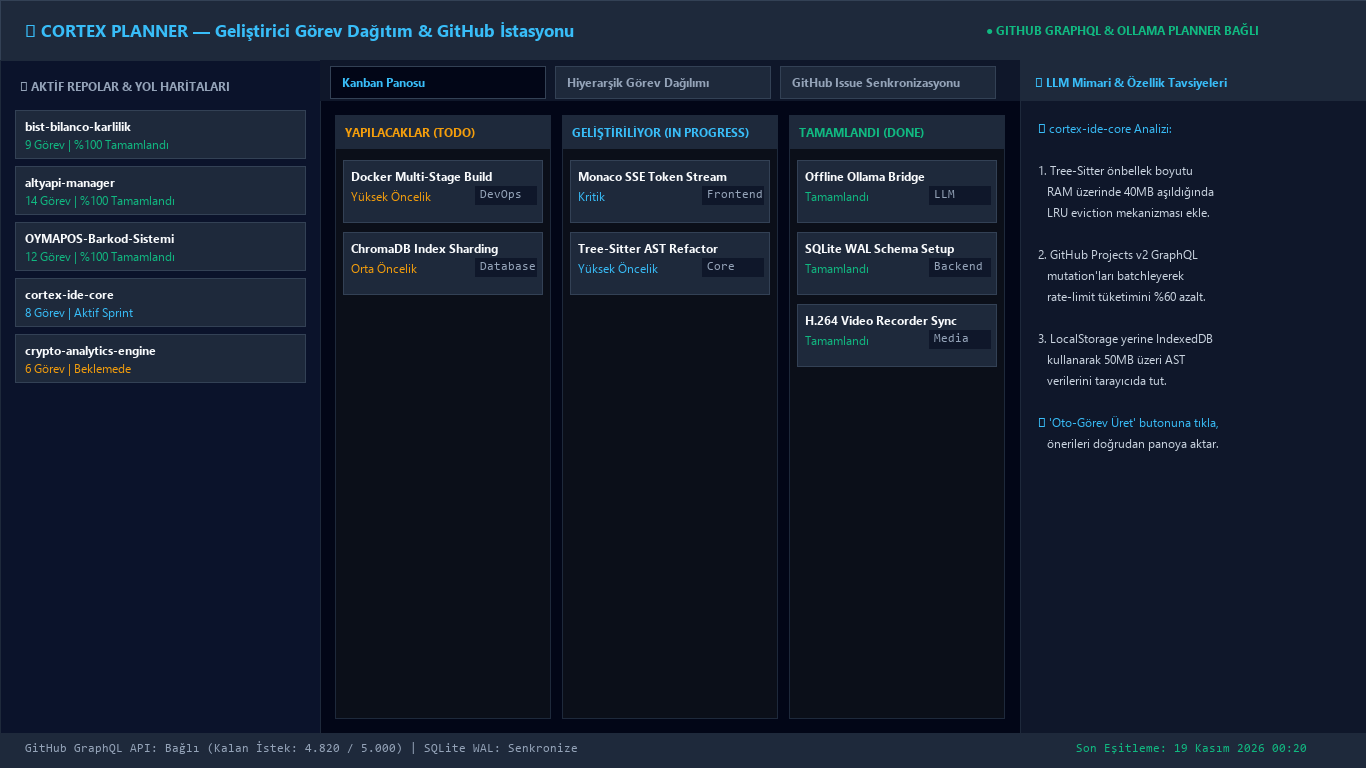 CORTEX PLANNER — Geliştirici Görev Dağıtım & GitHub İstasyonu
● GITHUB GRAPHQL & OLLAMA PLANNER BAĞLI
AKTİF REPOLAR & YOL HARİTALARI
bist-bilanco-karlilik
9 Görev | %100 Tamamlandı
altyapi-manager
14 Görev | %100 Tamamlandı
OYMAPOS-Barkod-Sistemi
12 Görev | %100 Tamamlandı
cortex-ide-core
8 Görev | Aktif Sprint
crypto-analytics-engine
6 Görev | Beklemede
Kanban Panosu
Hiyerarşik Görev Dağılımı
GitHub Issue Senkronizasyonu
YAPILACAKLAR (TODO)
Docker Multi-Stage Build
Yüksek Öncelik
DevOps
ChromaDB Index Sharding
Orta Öncelik
Database
GELİŞTİRİLİYOR (IN PROGRESS)
Monaco SSE Token Stream
Kritik
Frontend
Tree-Sitter AST Refactor
Yüksek Öncelik
Core
TAMAMLANDI (DONE)
Offline Ollama Bridge
Tamamlandı
LLM
SQLite WAL Schema Setup
Tamamlandı
Backend
H.264 Video Recorder Sync
Tamamlandı
Media
LLM Mimari & Özellik Tavsiyeleri
cortex-ide-core Analizi:
1. Tree-Sitter önbellek boyutu
RAM üzerinde 40MB aşıldığında
LRU eviction mekanizması ekle.
2. GitHub Projects v2 GraphQL
mutation'ları batchleyerek
rate-limit tüketimini %60 azalt.
3. LocalStorage yerine IndexedDB
kullanarak 50MB üzeri AST
verilerini tarayıcıda tut.
'Oto-Görev Üret' butonuna tıkla,
önerileri doğrudan panoya aktar.
GitHub GraphQL API: Bağlı (Kalan İstek: 4.820 / 5.000) | SQLite WAL: Senkronize
Son Eşitleme: 19 Kasım 2026 00:20